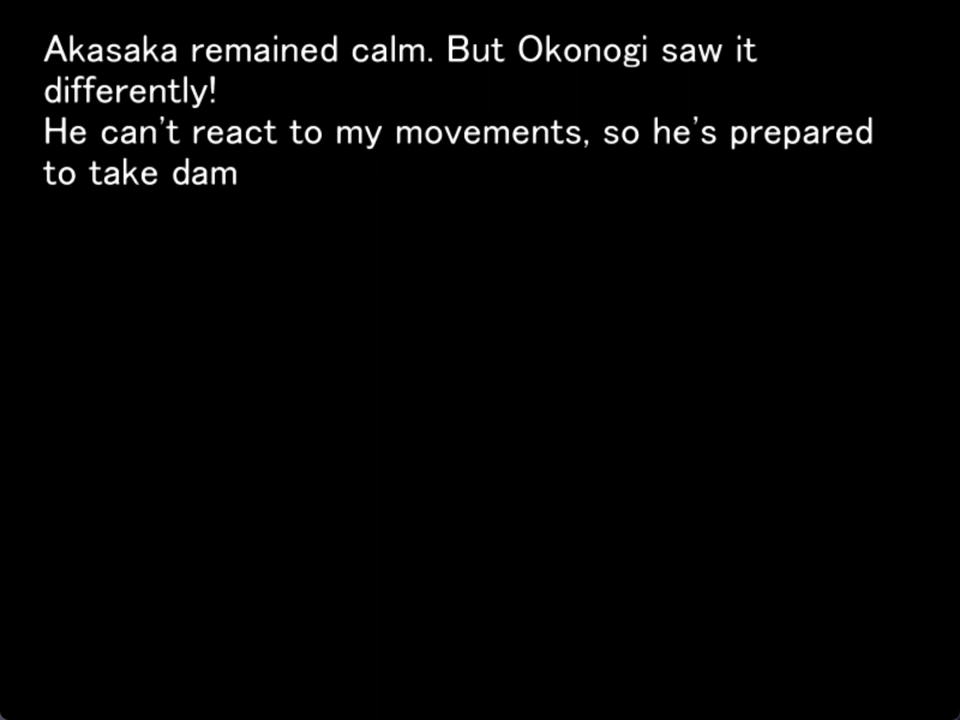 Akasaka remained calm. But Okonogi saw it
differently!
He can't react to my movements, so he's prepared
to take dam